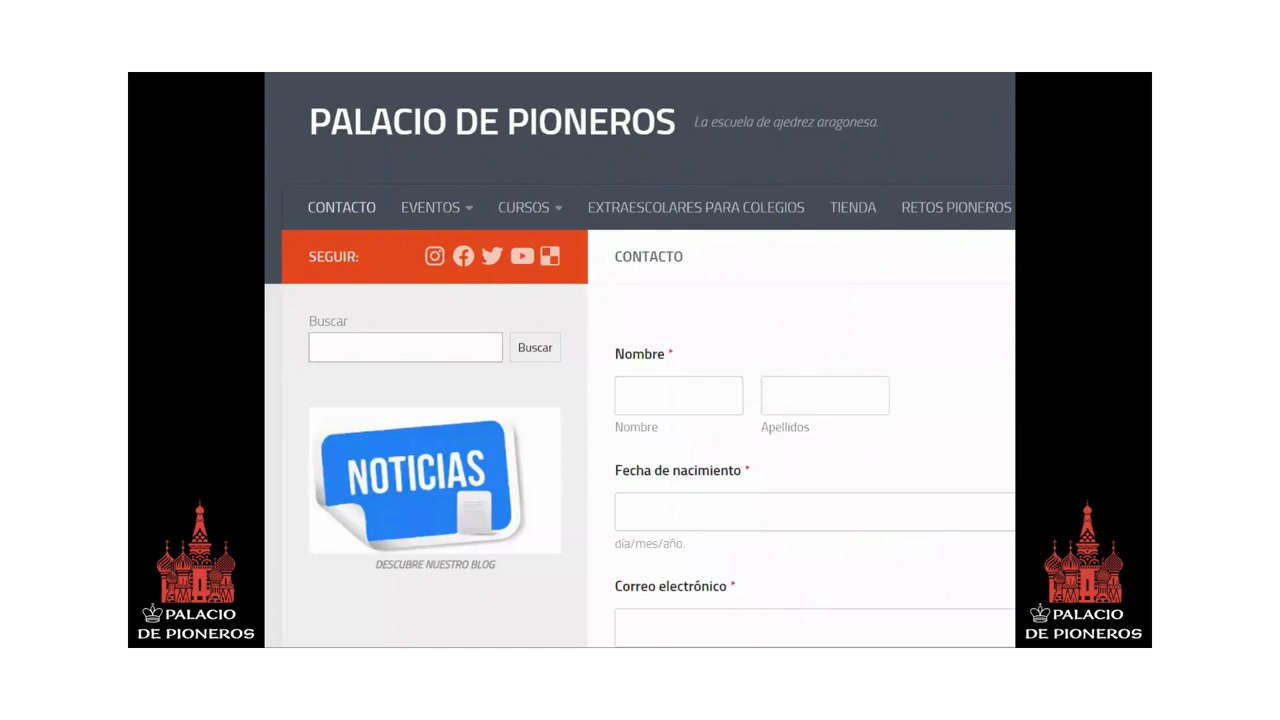 PALACIO DE PIONEROS
La escuela de ajedrez aragonesa.
CONTACTO EVENTOS CURSOS EXTRAESCOLARES PARA COLEGIOS TIENDA RETOS PIONEROS
SEGUIR:
CONTACTO
Buscar
Buscar
NOTICIAS
DESCUBRE NUESTRO BLOG
Nombre *
Nombre Apellidos
Fecha de nacimiento *
día/mes/año.
Correo electrónico *
PALACIO
DE PIONEROS
PALACIO
DE PIONEROS